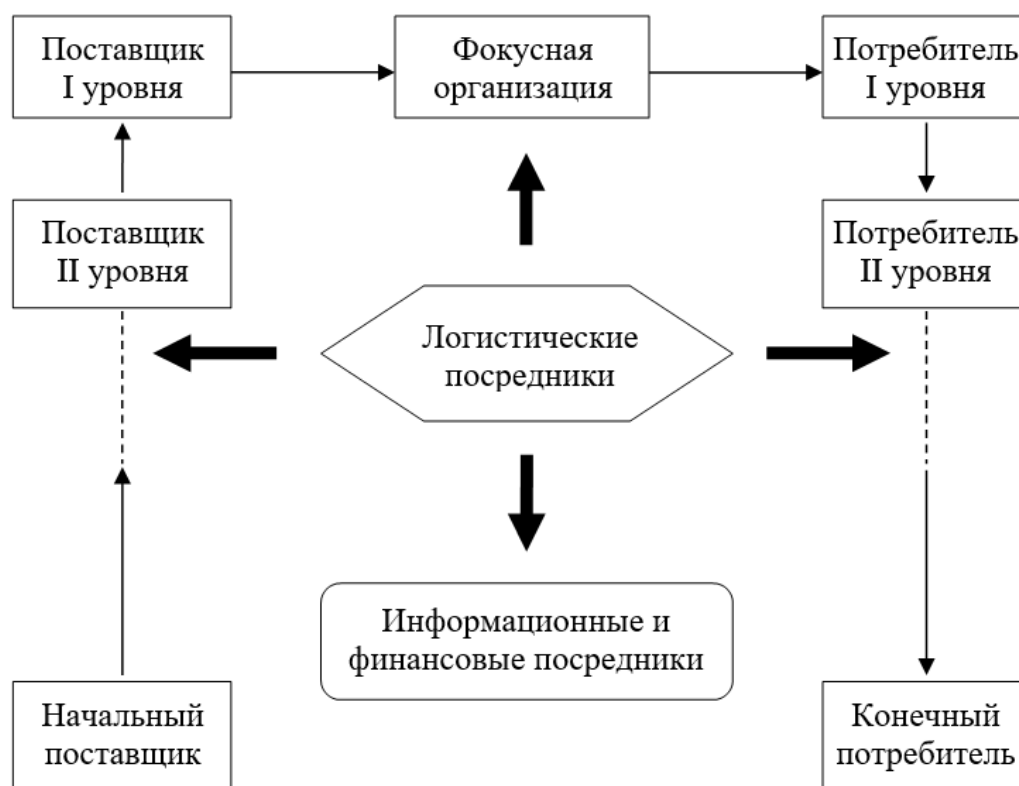 Поставщик
I уровня
Фокусная
организация
Потребитель
I уровня
Поставщик
II уровня
Потребитель
II уровня
Логистические
посредники
Информационные и
финансовые посредники
Начальный
поставщик
Конечный
потребитель